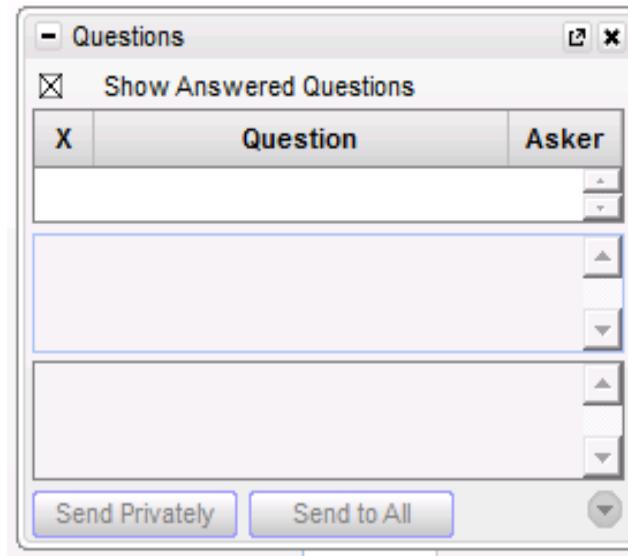 Questions
Show Answered Questions
X Question Asker
Send Privately Send to All